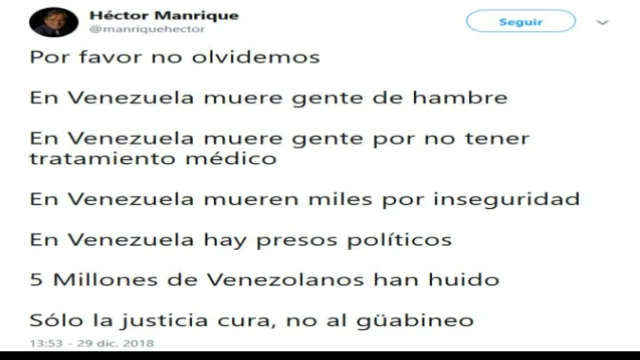 Héctor Manrique
@manriquehector
Seguir
Por favor no olvidemos
En Venezuela muere gente de hambre
En Venezuela muere gente por no tener
tratamiento médico
En Venezuela mueren miles por inseguridad
En Venezuela hay presos políticos
5 Millones de Venezolanos han huido
Sólo la justicia cura, no al güabineo
13:53 - 29 dic. 2018